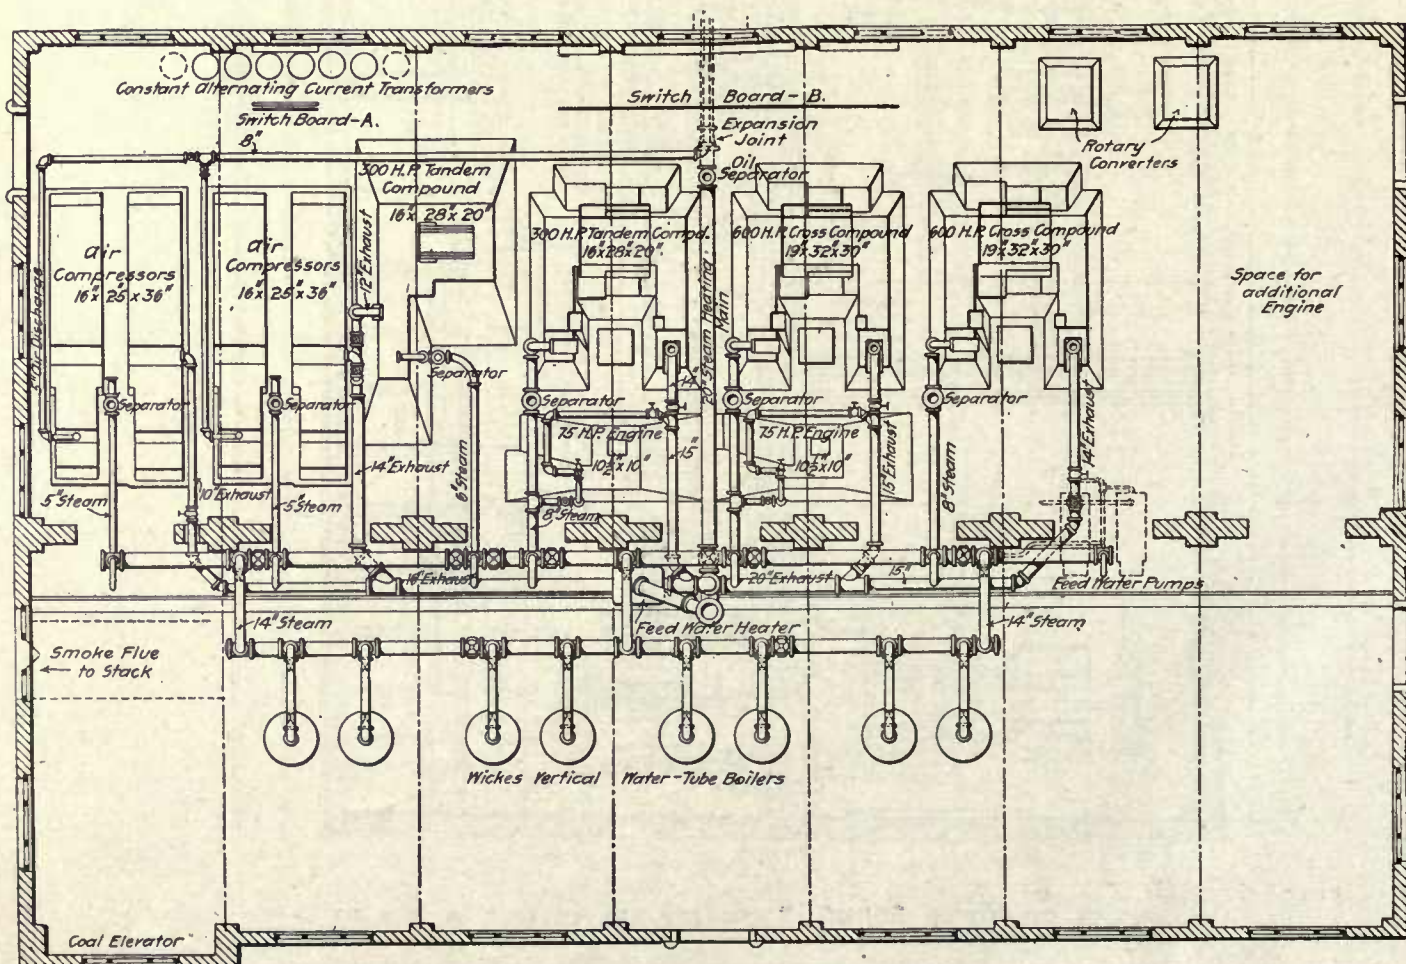 Constant Alternating Current Transformers
Switch Board-A.
8"
Switch Board-B.
Expansion
Joint
Oil
Separator
Rotary
Converters
300 H.P. Tandem
Compound
16"x 28"x 20"
12" Exhaust
300 H.P. Tandem Compd.
16"x 28"x 20"
600 H.P. Cross Compound
19"x 32"x 30"
600 H.P. Cross Compound
19"x 32"x 30"
Air
Compressors
16"x 25"x 36"
Air
Compressors
16"x 25"x 36"
Air Discharge
20" Steam Heating
Main
Space for
additional
Engine
Separator
Separator
Separator
Separator
Separator
Separator
14"
75 H.P. Engine
10½"x 10"
15"
75 H.P. Engine
10½"x 10"
15" Exhaust
14" Exhaust
5" Steam
10" Exhaust
5" Steam
14" Exhaust
6" Steam
8" Steam
8" Steam
16" Exhaust
20" Exhaust
15"
Feed Water Pumps
14" Steam
Feed Water Heater
14" Steam
Smoke Flue
to Stack
Wickes Vertical Water-Tube Boilers
Coal Elevator